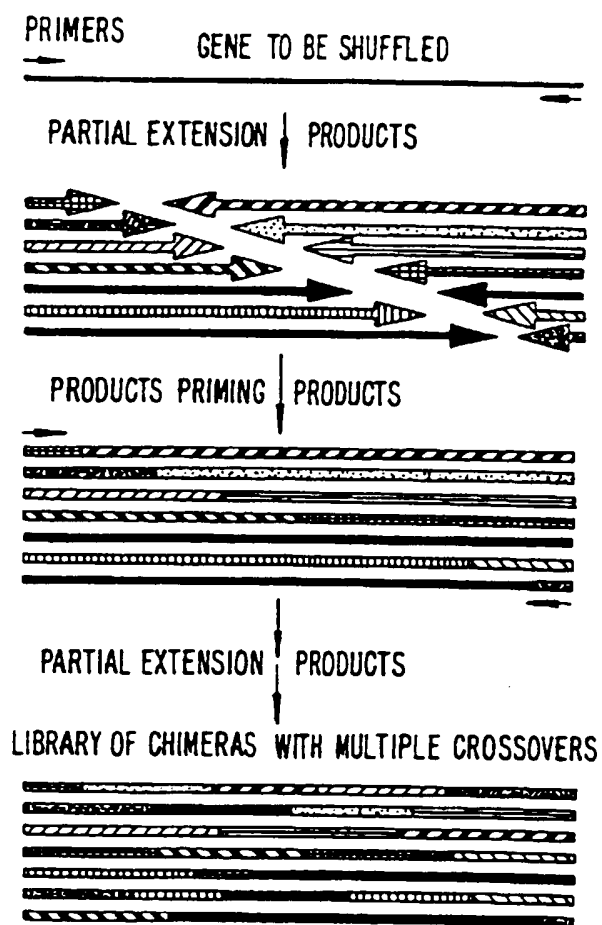 PRIMERS
GENE TO BE SHUFFLED
PARTIAL EXTENSION PRODUCTS
PRODUCTS PRIMING PRODUCTS
PARTIAL EXTENSION PRODUCTS
LIBRARY OF CHIMERAS WITH MULTIPLE CROSSOVERS